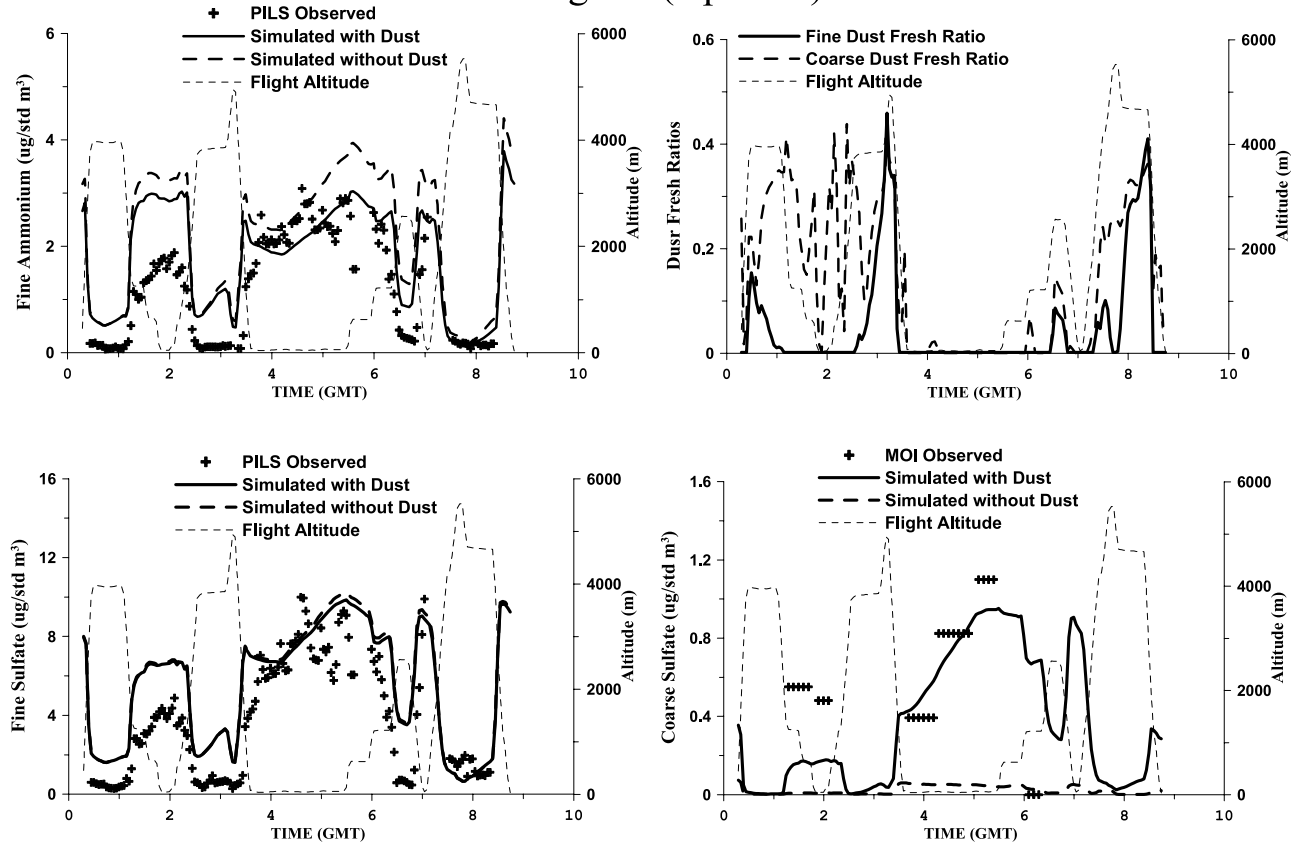 PILS Observed
Simulated with Dust
Simulated without Dust
Flight Altitude
Fine Ammonium (ug/std m³)
6
4
2
0
6000
4000
2000
0
Altitude (m)
0 2 4 6 8 10
TIME (GMT)
Fine Dust Fresh Ratio
Coarse Dust Fresh Ratio
Flight Altitude
Dusr Fresh Ratios
0.6
0.4
0.2
0
6000
4000
2000
0
Altitude (m)
0 2 4 6 8 10
TIME (GMT)
PILS Observed
Simulated with Dust
Simulated without Dust
Flight Altitude
Fine Sulfate (ug/std m³)
16
12
8
4
0
6000
4000
2000
0
Altitude (m)
0 2 4 6 8 10
TIME (GMT)
MOI Observed
Simulated with Dust
Simulated without Dust
Flight Altitude
Coarse Sulfate (ug/std m³)
1.6
1.2
0.8
0.4
0
6000
4000
2000
0
Altitude (m)
0 2 4 6 8 10
TIME (GMT)